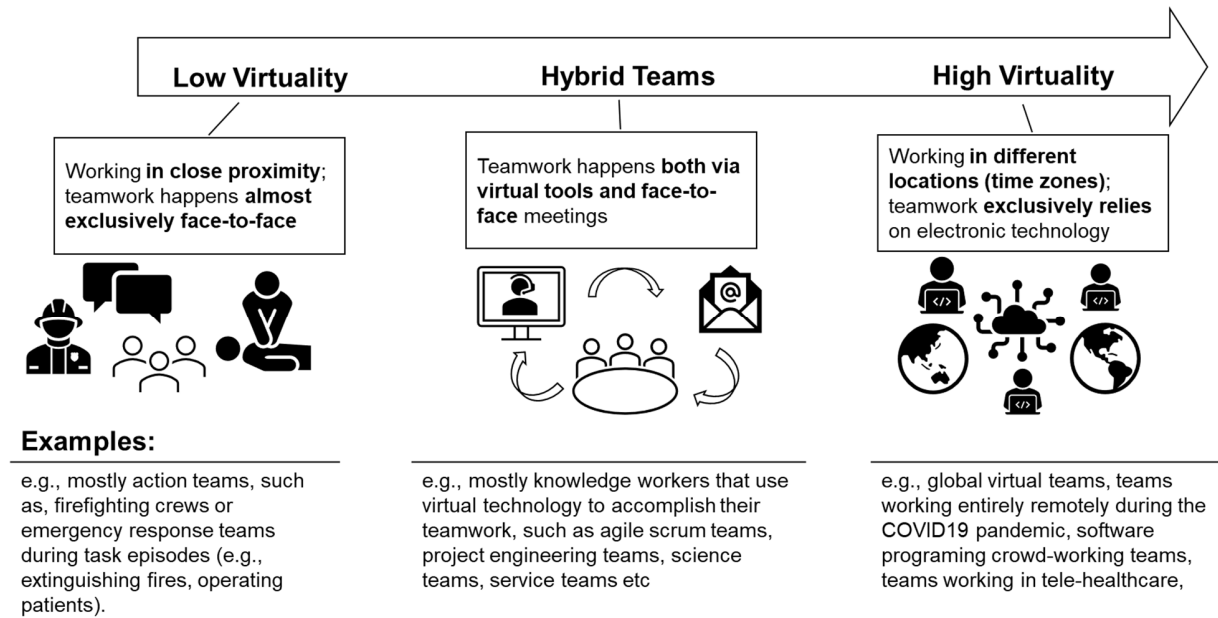 Low Virtuality
Hybrid Teams
High Virtuality
Working in close proximity;
teamwork happens almost
exclusively face-to-face
Teamwork happens both via
virtual tools and face-to-
face meetings
Working in different
locations (time zones);
teamwork exclusively relies
on electronic technology
@
</>
</>
</>
Examples:
e.g., mostly action teams, such
as, firefighting crews or
emergency response teams
during task episodes (e.g.,
extinguishing fires, operating
patients).
e.g., mostly knowledge workers that use
virtual technology to accomplish their
teamwork, such as agile scrum teams,
project engineering teams, science
teams, service teams etc
e.g., global virtual teams, teams
working entirely remotely during the
COVID19 pandemic, software
programing crowd-working teams,
teams working in tele-healthcare,